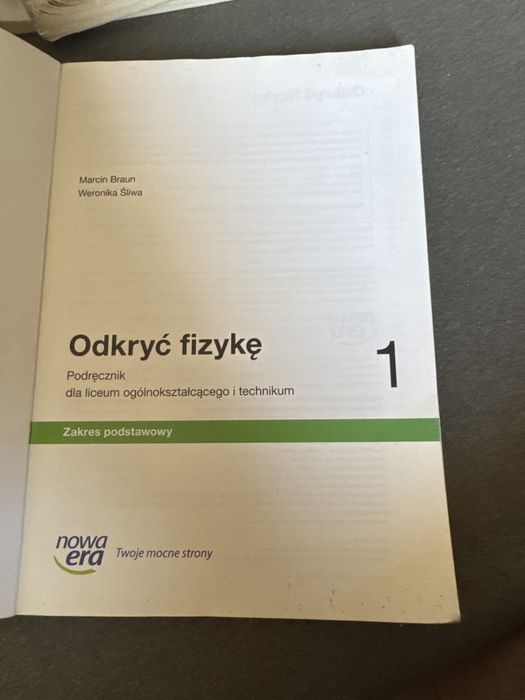 Marcin Braun
Weronika Śliwa
Odkryć fizykę
1
Podręcznik
dla liceum ogólnokształcącego i technikum
Zakres podstawowy
nowa
era
Twoje mocne strony